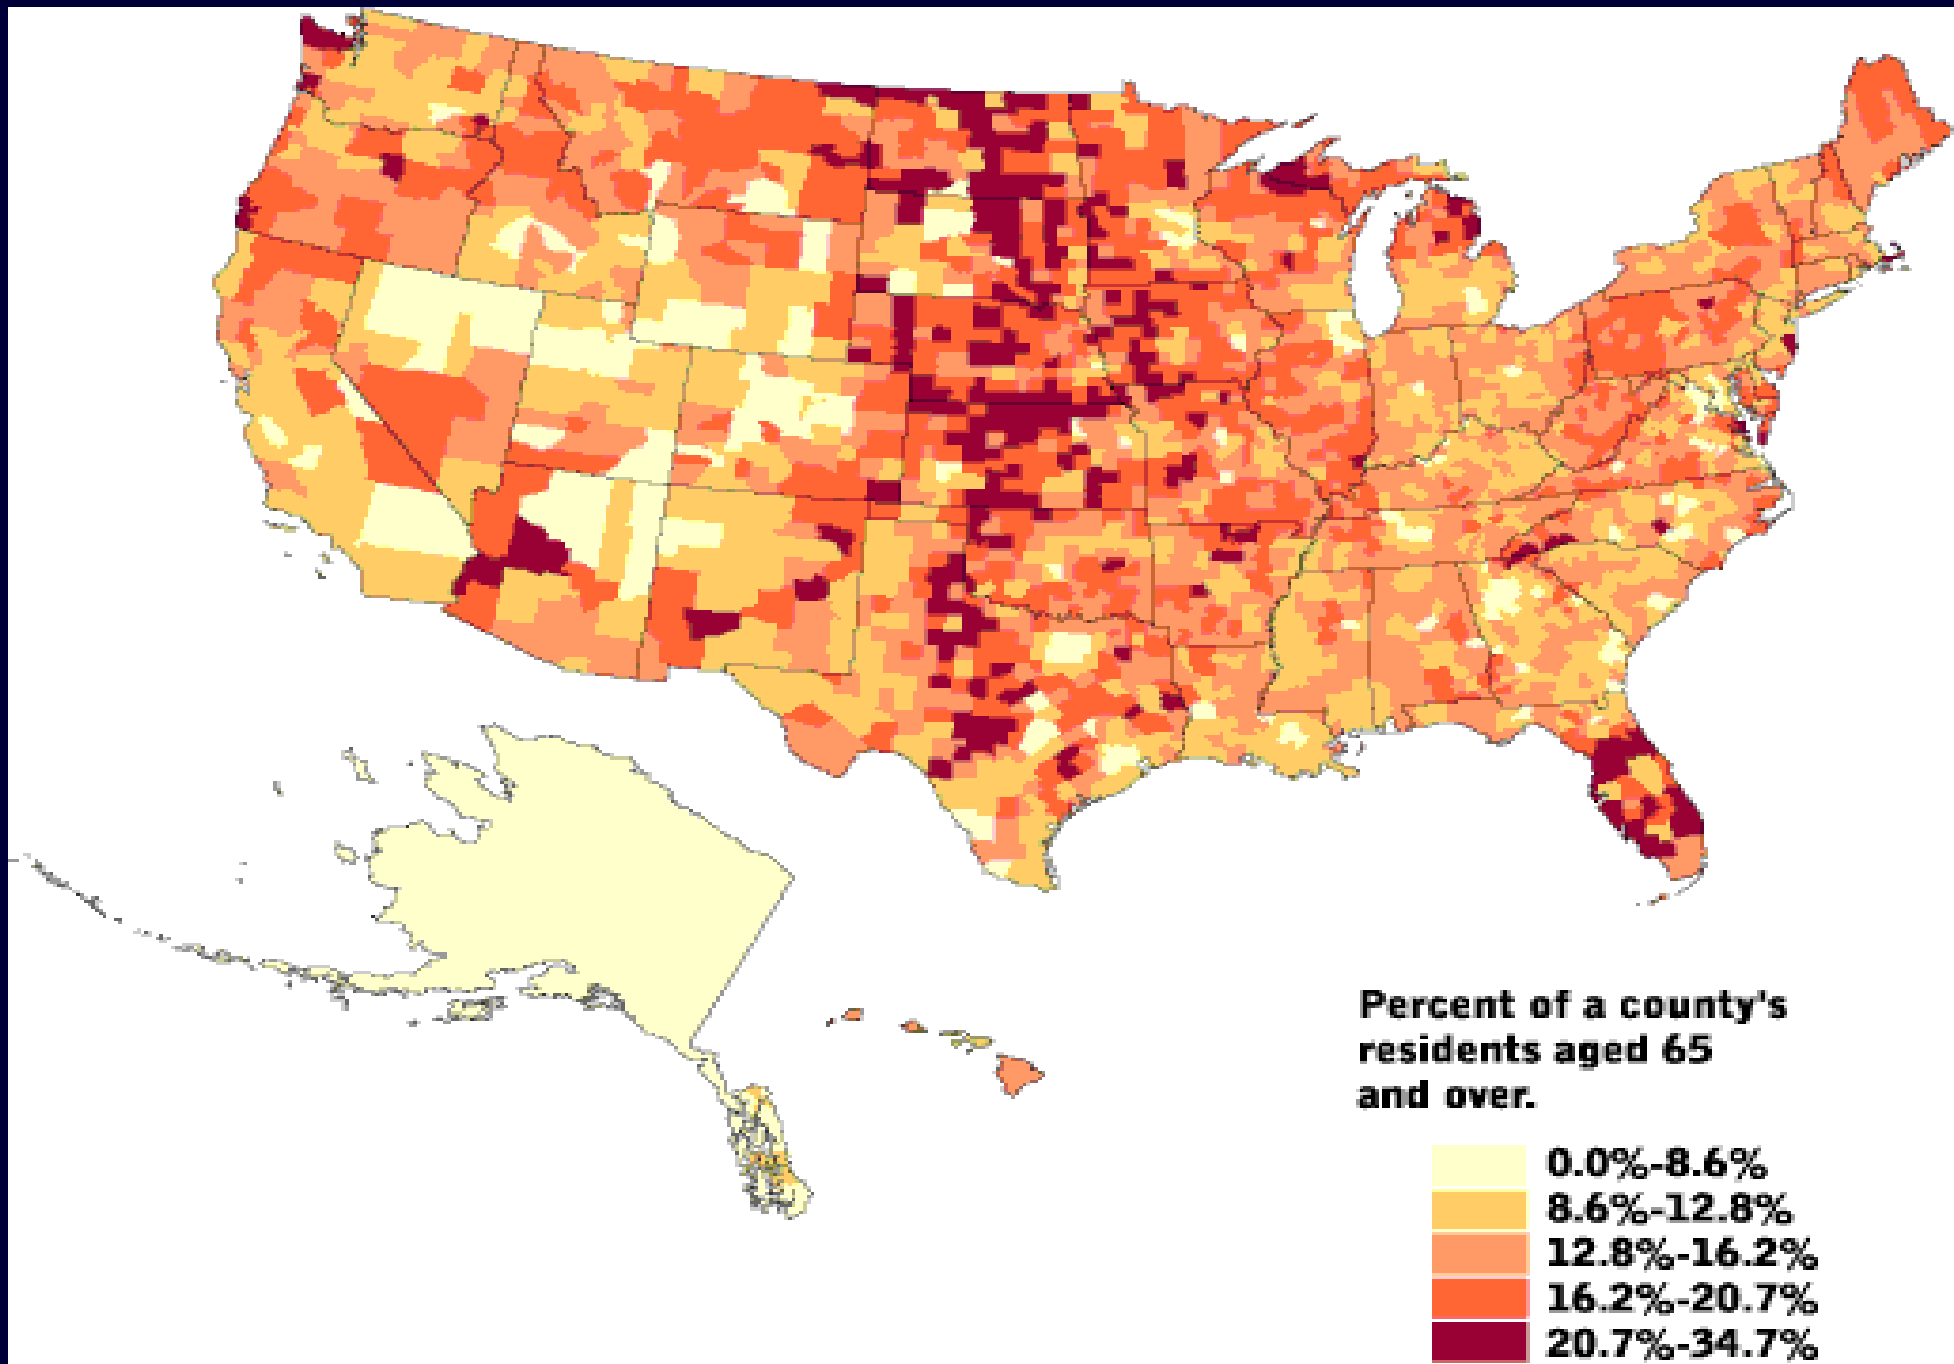 Percent of a county's
residents aged 65
and over.
0.0%-8.6%
8.6%-12.8%
12.8%-16.2%
16.2%-20.7%
20.7%-34.7%